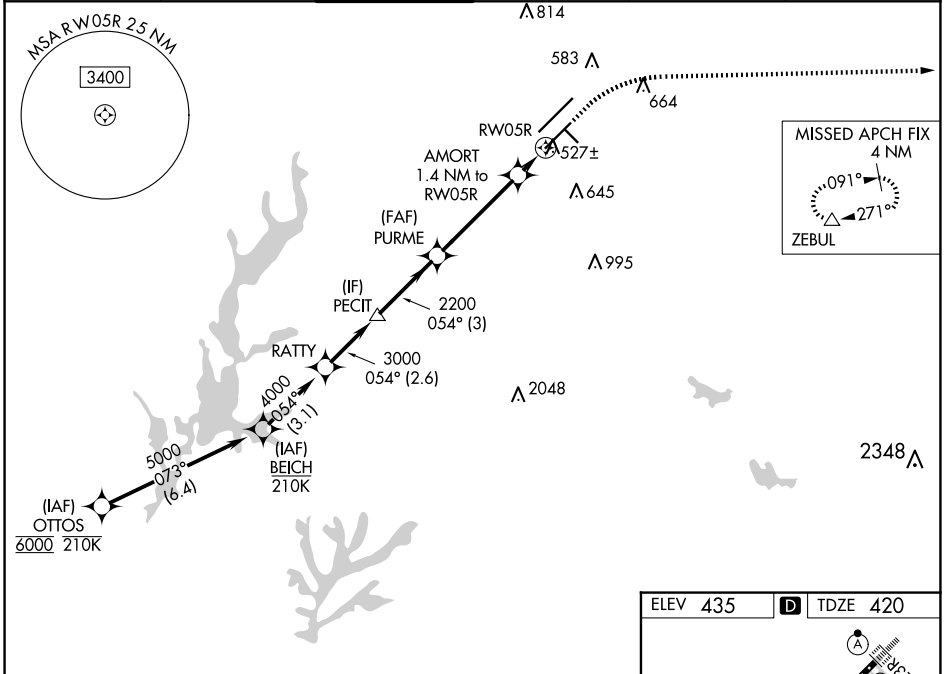 MSA RW05R 25 NM
3400
814
583
664
RW05R
527±
AMORT
1.4 NM to
RW05R
645
MISSED APCH FIX
4 NM
091°
271°
ZEBUL
(FAF)
PURME
995
(IF)
PECIT
2200
054° (3)
RATTY
3000
054° (2.6)
4000
054°
(3.1)
2048
5000
073°
(6.4)
(IAF)
BEICH
210K
2348
(IAF)
OTTOS
6000 210K
ELEV 435 D TDZE 420
A